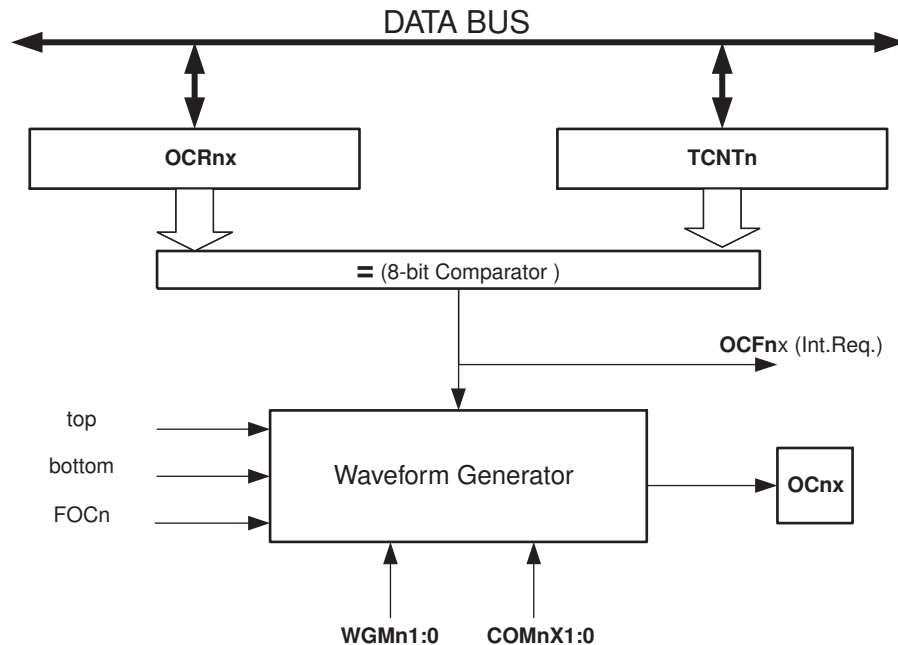 DATA BUS
OCRnx
TCNTn
= (8-bit Comparator )
OCFnx (Int.Req.)
top
bottom
FOCn
Waveform Generator
OCnx
WGMn1:0
COMnX1:0